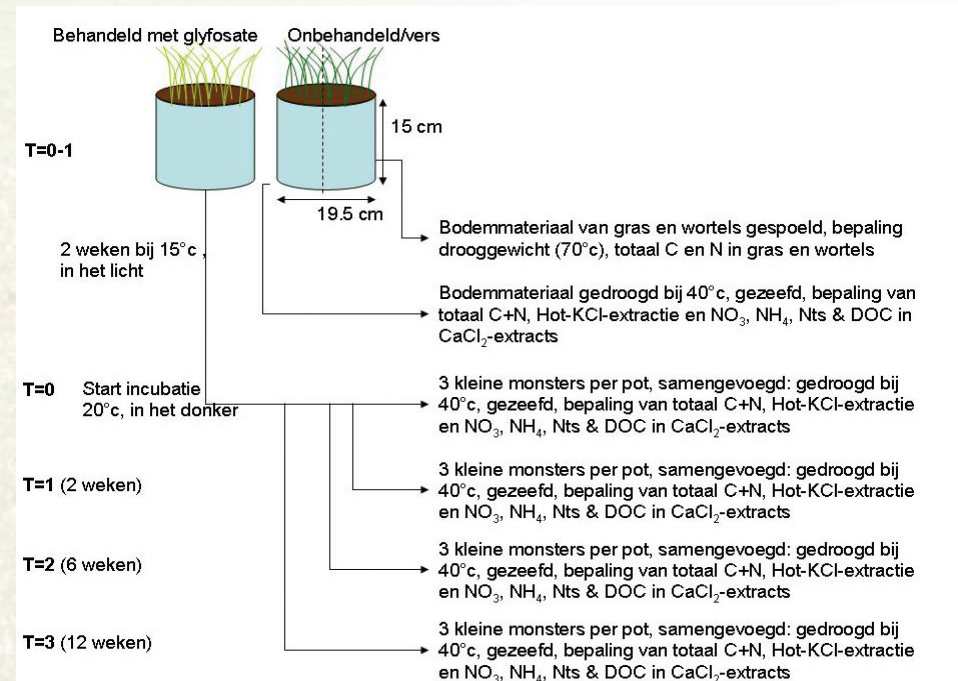 Behandeld met glyfosate
Onbehandeld/vers
15 cm
T=0-1
19.5 cm
2 weken bij 15°c ,
in het licht
Bodemmateriaal van gras en wortels gespoeld, bepaling
drooggewicht (70°c), totaal C en N in gras en wortels
Bodemmateriaal gedroogd bij 40°c, gezeefd, bepaling van
totaal C+N, Hot-KCl-extractie en NO₃, NH₄, Nts & DOC in
CaCl₂-extracts
T=0
Start incubatie
20°c, in het donker
3 kleine monsters per pot, samengevoegd: gedroogd bij
40°c, gezeefd, bepaling van totaal C+N, Hot-KCl-extractie
en NO₃, NH₄, Nts & DOC in CaCl₂-extracts
T=1 (2 weken)
3 kleine monsters per pot, samengevoegd: gedroogd bij
40°c, gezeefd, bepaling van totaal C+N, Hot-KCl-extractie
en NO₃, NH₄, Nts & DOC in CaCl₂-extracts
T=2 (6 weken)
3 kleine monsters per pot, samengevoegd: gedroogd bij
40°c, gezeefd, bepaling van totaal C+N, Hot-KCl-extractie
en NO₃, NH₄, Nts & DOC in CaCl₂-extracts
T=3 (12 weken)
3 kleine monsters per pot, samengevoegd: gedroogd bij
40°c, gezeefd, bepaling van totaal C+N, Hot-KCl-extractie
en NO₃, NH₄, Nts & DOC in CaCl₂-extracts